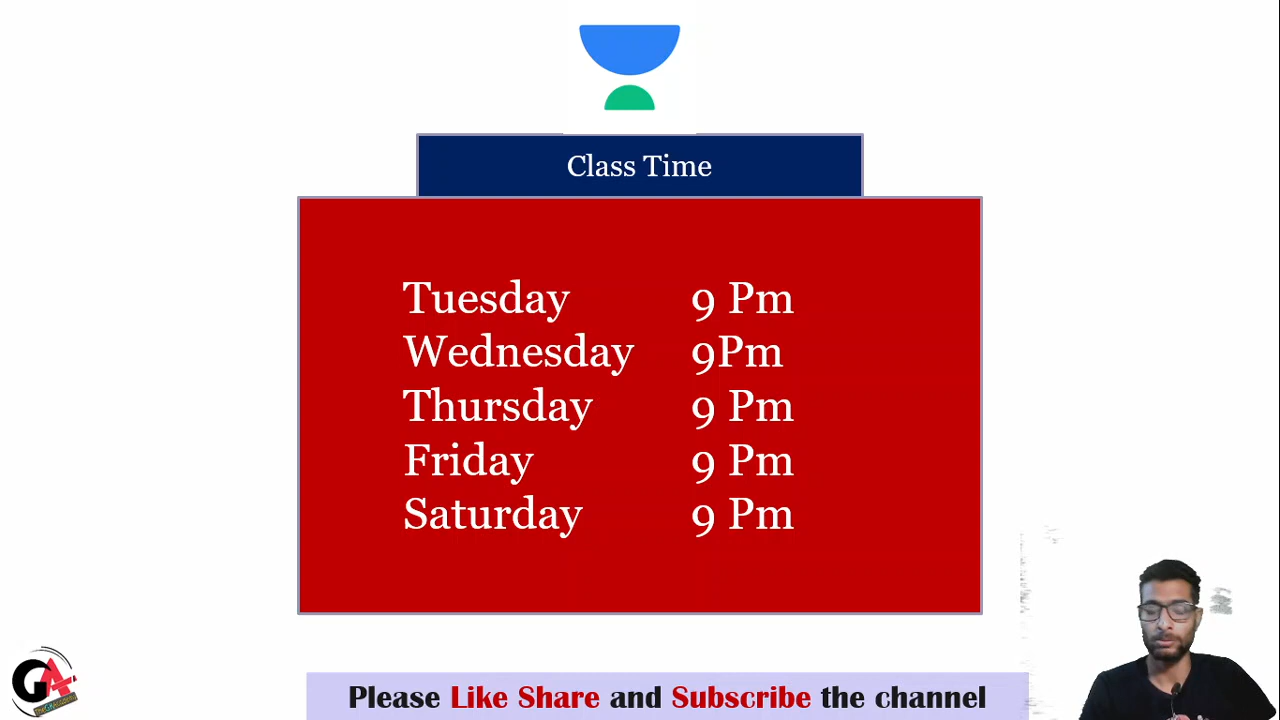 Class Time
Tuesday 9 Pm
Wednesday 9Pm
Thursday 9 Pm
Friday 9 Pm
Saturday 9 Pm
GA
Please Like Share and Subscribe the channel